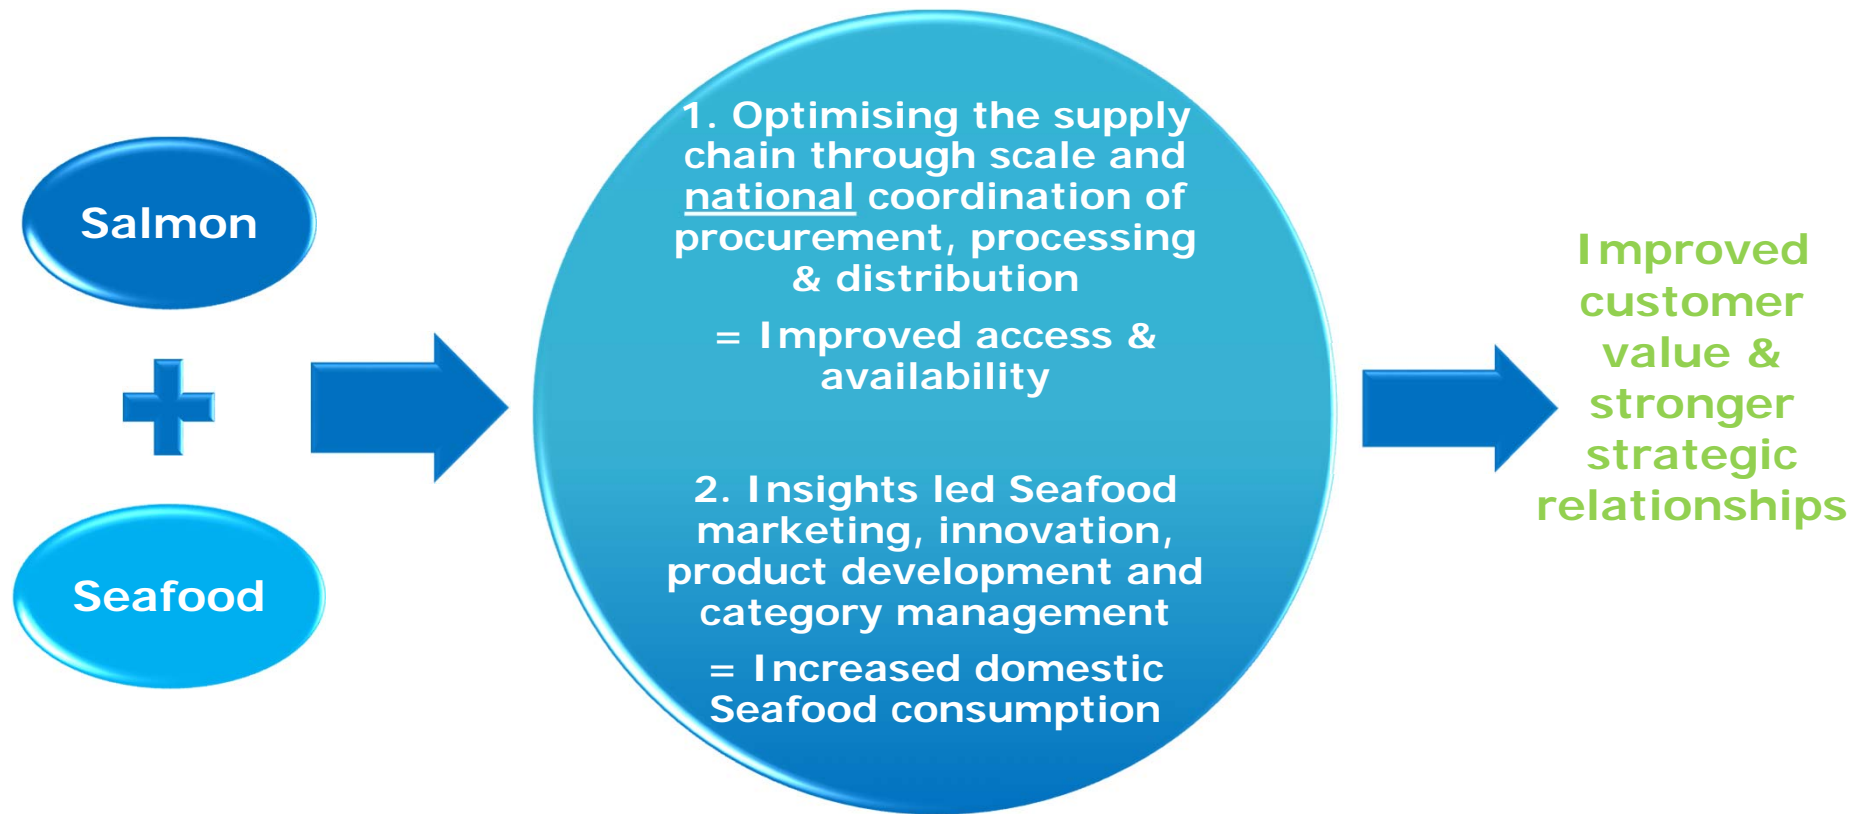 Salmon
Seafood
1. Optimising the supply
chain through scale and
national coordination of
procurement, processing
& distribution
= Improved access &
availability
2. Insights led Seafood
marketing, innovation,
product development and
category management
= Increased domestic
Seafood consumption
Improved
customer
value &
stronger
strategic
relationships